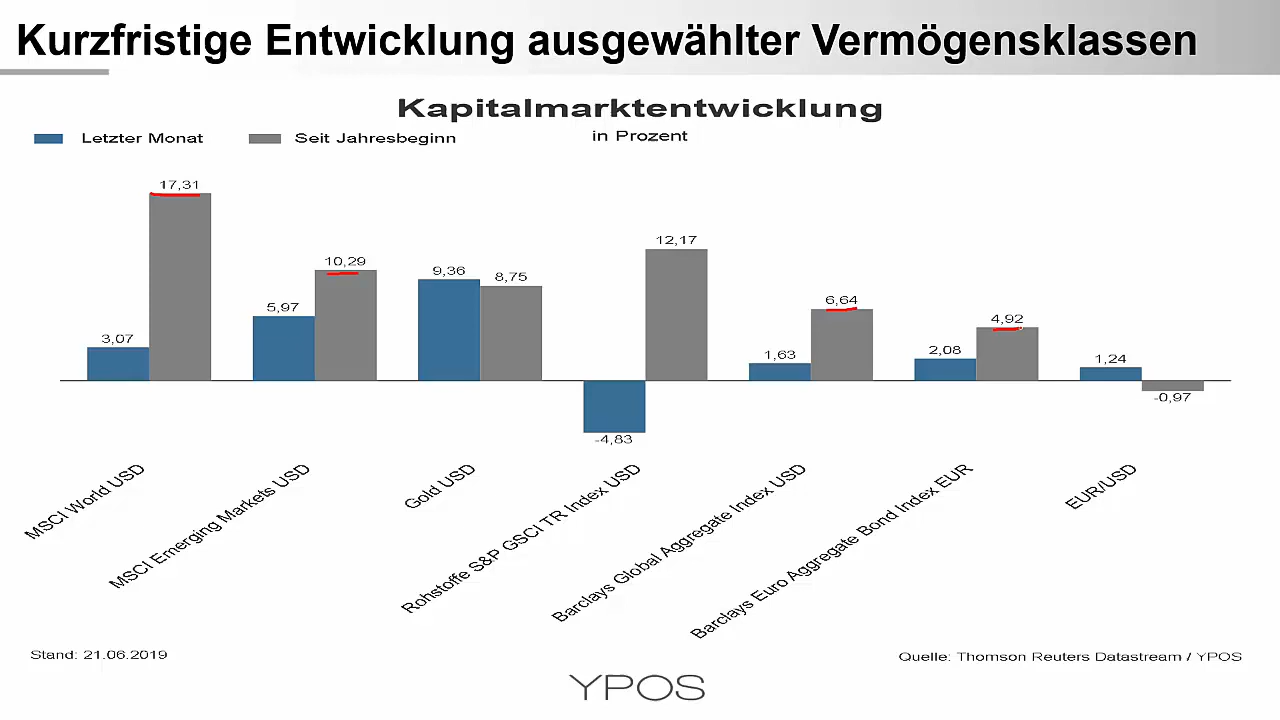 Kurzfristige Entwicklung ausgewählter Vermögensklassen
Kapitalmarktentwicklung
in Prozent
Letzter Monat
Seit Jahresbeginn
3,07
17,31
5,97
10,29
9,36
8,75
-4,83
12,17
1,63
6,64
2,08
4,92
1,24
-0,97
MSCI World USD
MSCI Emerging Markets USD
Gold USD
Rohstoffe S&P GSCI TR Index USD
Barclays Global Aggregate Index USD
Barclays Euro Aggregate Bond Index EUR
EUR/USD
Stand: 21.06.2019
Quelle: Thomson Reuters Datastream / YPOS
YPOS